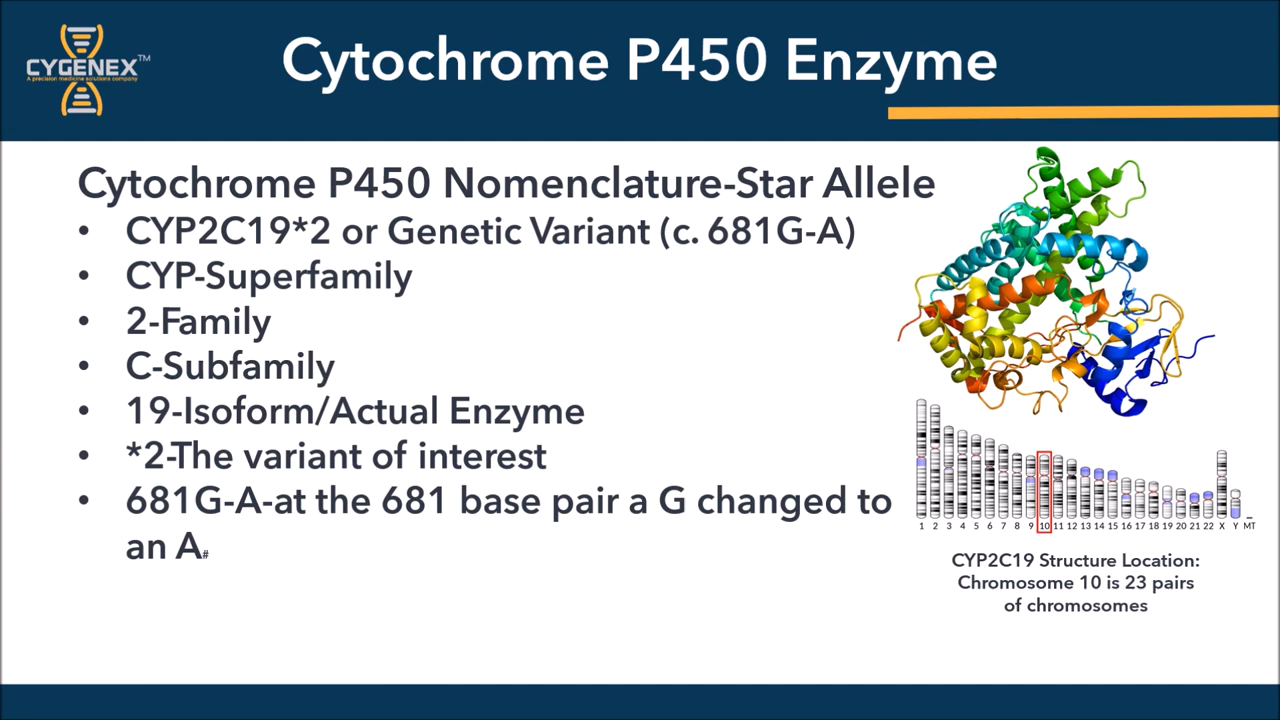 CYGENEX™
A precision medicine solutions company
Cytochrome P450 Enzyme
Cytochrome P450 Nomenclature-Star Allele
• CYP2C19*2 or Genetic Variant (c. 681G-A)
• CYP-Superfamily
• 2-Family
• C-Subfamily
• 19-Isoform/Actual Enzyme
• *2-The variant of interest
• 681G-A-at the 681 base pair a G changed to
an A#
1 2 3 4 5 6 7 8 9 10 11 12 13 14 15 16 17 18 19 20 21 22 X Y MT
CYP2C19 Structure Location:
Chromosome 10 is 23 pairs
of chromosomes